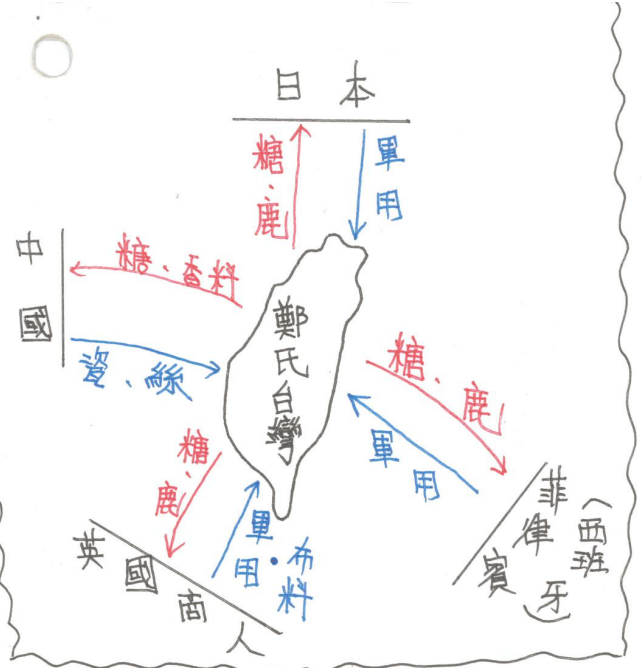 日本
糖、鹿
軍用
中國
糖、香料
瓷、絲
鄭氏台灣
糖、鹿
軍用
糖、鹿
軍用・布料
英國商人
菲律賓
（西班牙）